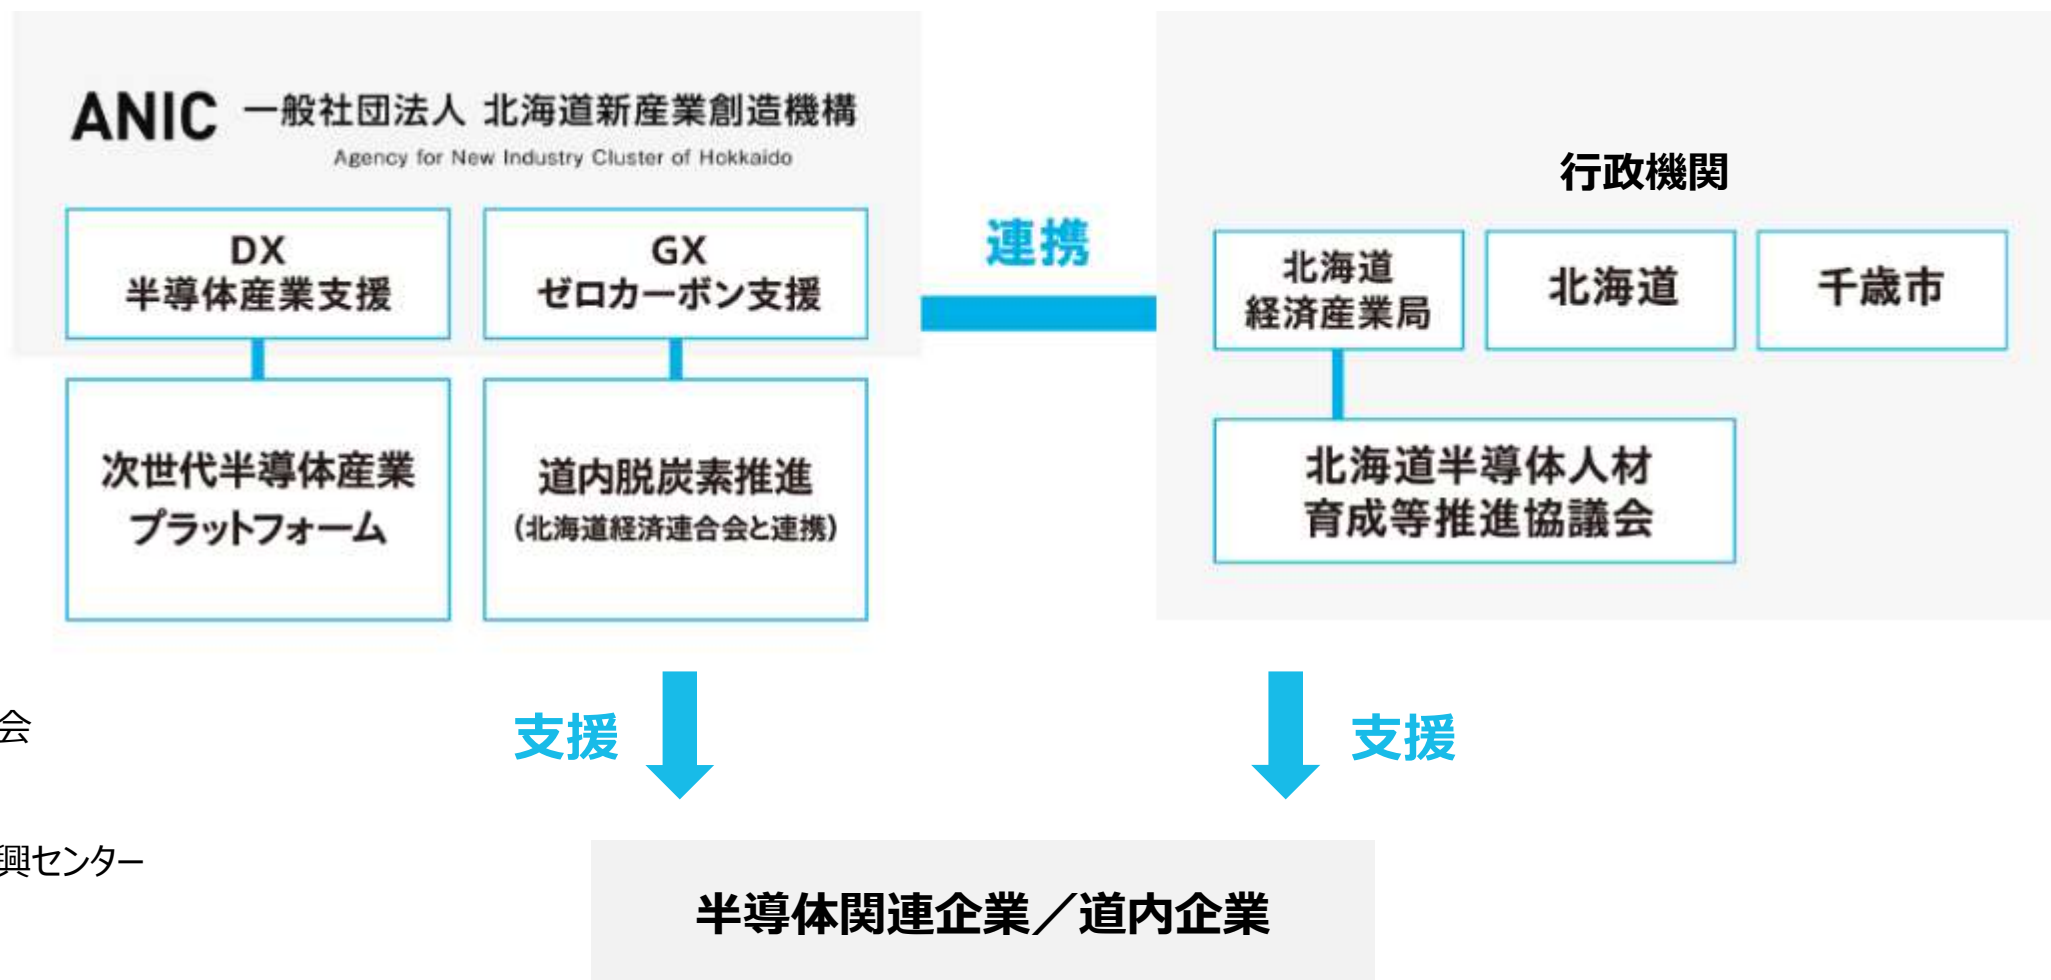 ANIC 一般社団法人 北海道新産業創造機構
Agency for New Industry Cluster of Hokkaido
DX
半導体産業支援
GX
ゼロカーボン支援
次世代半導体産業
プラットフォーム
道内脱炭素推進
(北海道経済連合会と連携)
連携
行政機関
北海道
経済産業局
北海道
千歳市
北海道半導体人材
育成等推進協議会
会
支援
支援
興センター
半導体関連企業／道内企業